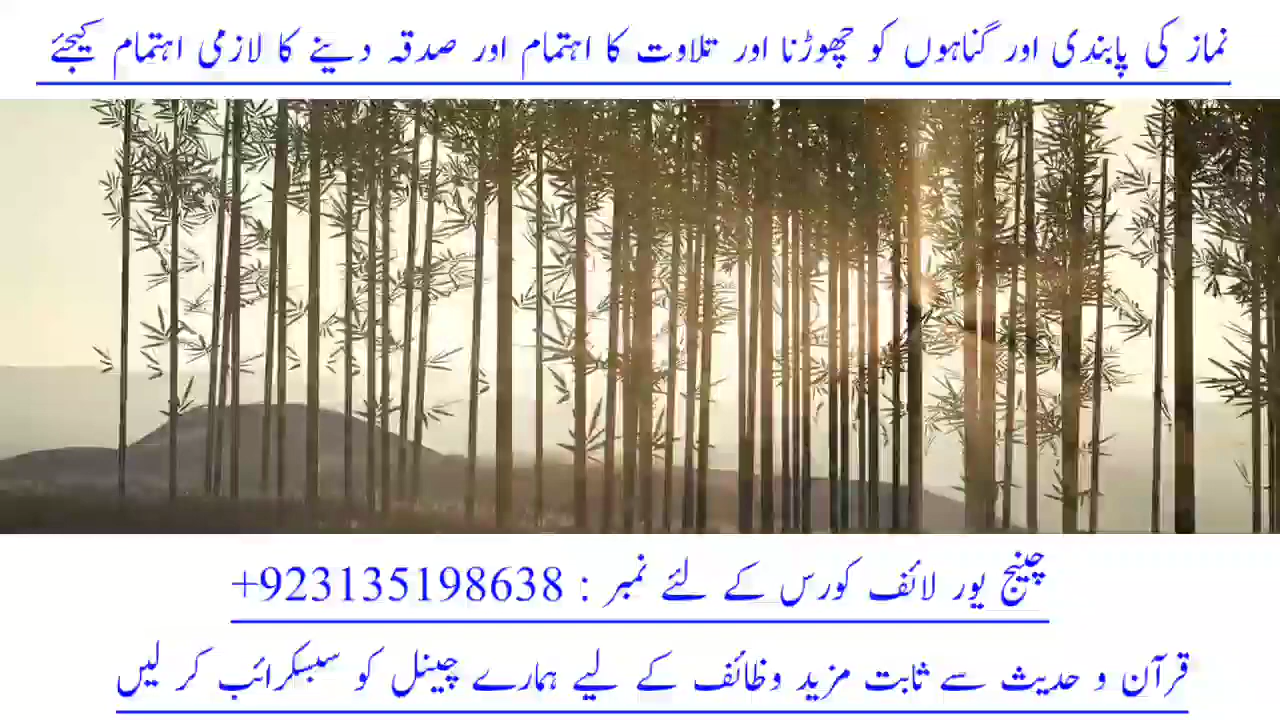 نماز کی پابندی اور گناہوں کو چھوڑنا اور تلاوت کا اہتمام اور صدقہ دینے کا لازمی اہتمام کیجئے
چینج یور لائف کورس کے لئے نمبر : 923135198638+
قرآن و حدیث سے ثابت مزید وظائف کے لیے ہمارے چینل کو سبسکرائب کر لیں